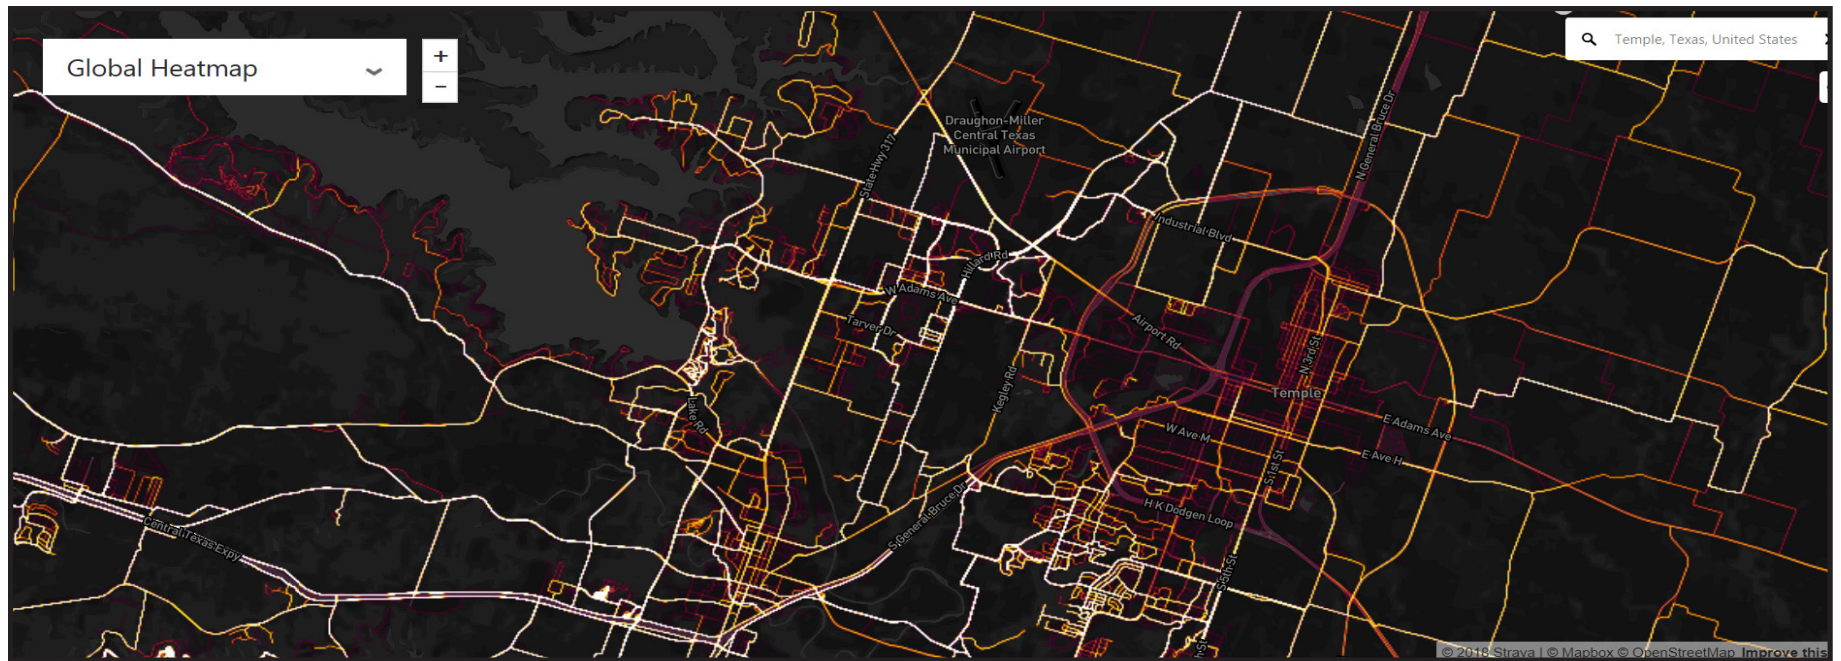 Global Heatmap
+
−
Temple, Texas, United States
Draughon-Miller
Central Texas
Municipal Airport
State Hwy 317
N General Bruce Dr
Industrial Blvd
Hilliard Rd
W Adams Ave
Tarver Dr
Airport Rd
N 3rd St
Kegley Rd
Temple
Lake Rd
W Ave M
E Adams Ave
E Ave H
S 1st St
S General Bruce Dr
H K Dodgen Loop
Central Texas Expy
S 5th St
h St
© 2018 Strava | © Mapbox © OpenStreetMap Improve this